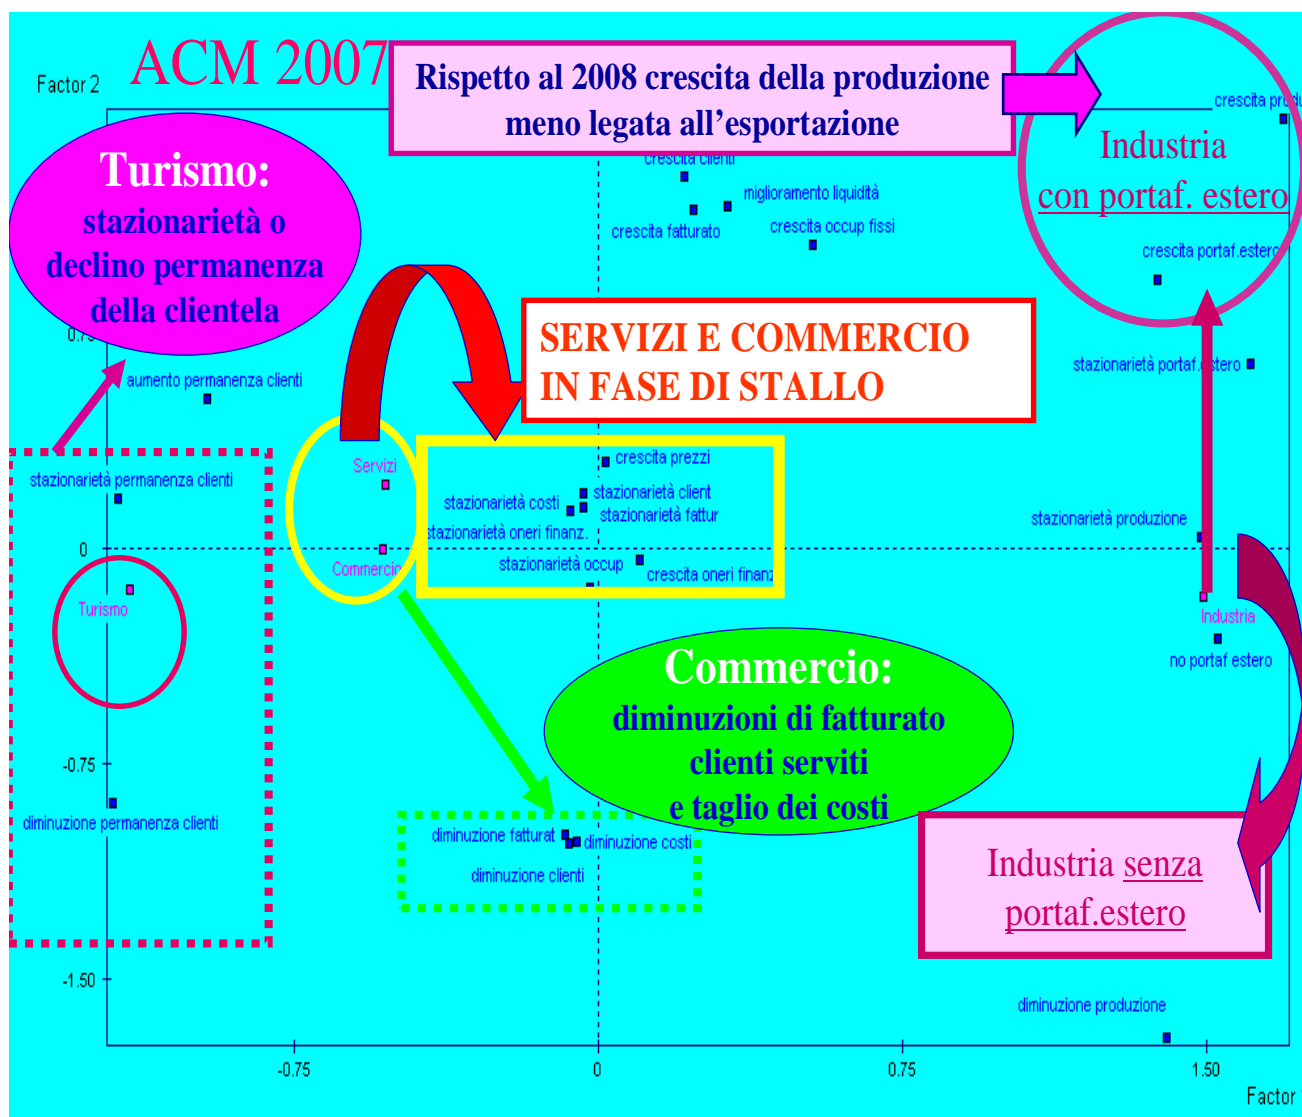 ACM 2007
Factor 2
Rispetto al 2008 crescita della produzione
meno legata all'esportazione
crescita produ
Industria
con portaf. estero
Turismo:
stazionarietà o
declino permanenza
della clientela
crescita clienti
miglioramento liquidità
crescita fatturato
crescita occup fissi
crescita portaf.estero
SERVIZI E COMMERCIO
IN FASE DI STALLO
0.75
aumento permanenza clienti
stazionarietà portaf.estero
Servizi
crescita prezzi
stazionarietà permanenza clienti
stazionarietà costi
stazionarietà client
stazionarietà fattur
stazionarietà produzione
stazionarietà oneri finanz.
0
Commercio
stazionarietà occup
crescita oneri finanz
Turismo
Industria
no portaf estero
Commercio:
diminuzioni di fatturato
clienti serviti
e taglio dei costi
-0.75
diminuzione permanenza clienti
diminuzione fatturat
diminuzione costi
diminuzione clienti
Industria senza
portaf.estero
-1.50
diminuzione produzione
-0.75
0
0.75
1.50
Factor